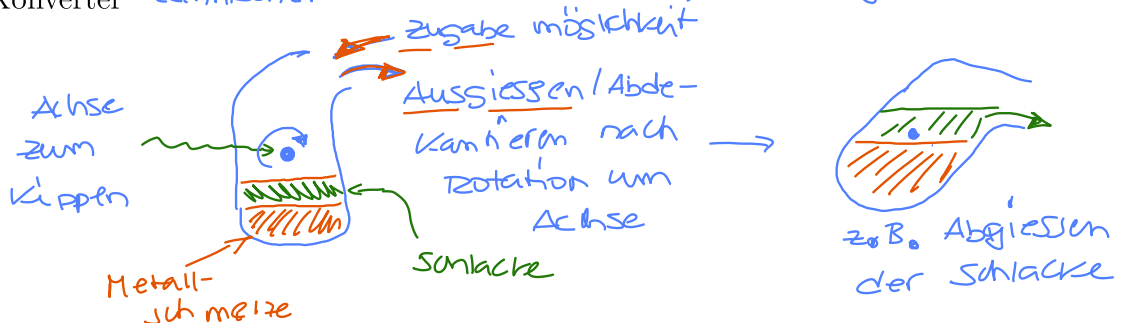 Konverter
Zugabe möglichkeit
Achse
zum
Kippen
Ausgiessen / Abde-
kantieren nach
Rotation um
Achse
Schlacke
Metall-
schmelze
z.B. Abgiessen
der Schlacke